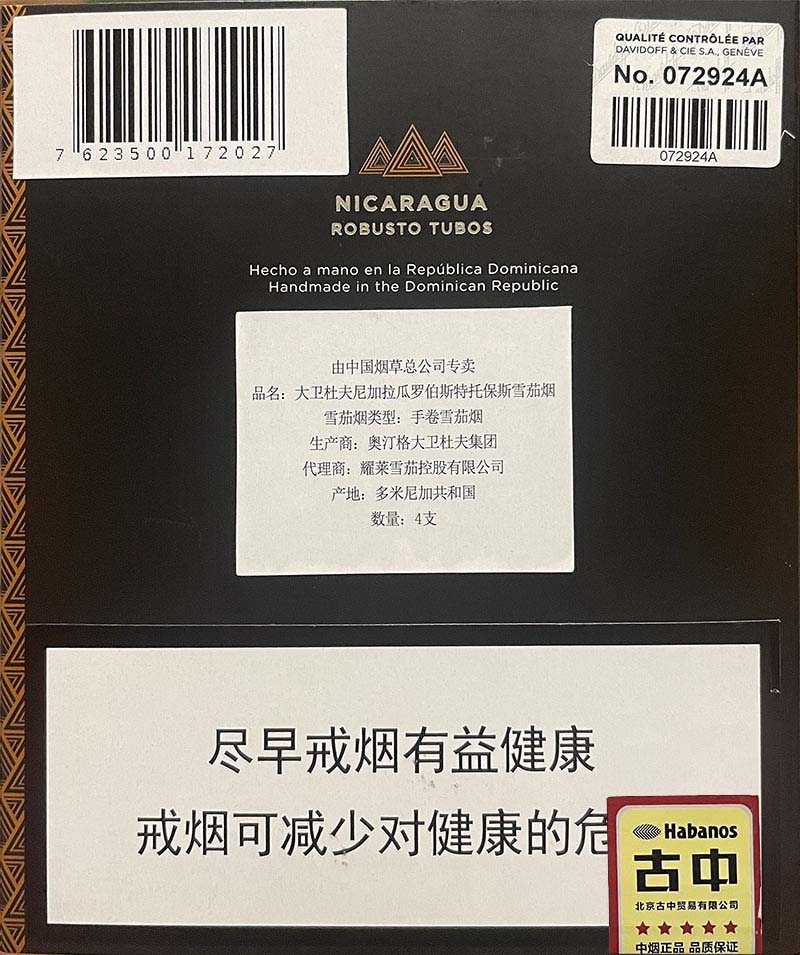 7 623500 172027
QUALITÉ CONTRÔLÉE PAR
DAVIDOFF & CIE S.A., GENÈVE
No. 072924A
072924A
NICARAGUA
ROBUSTO TUBOS
Hecho a mano en la República Dominicana
Handmade in the Dominican Republic
由中国烟草总公司专卖
品名：大卫杜夫尼加拉瓜罗伯斯特托保斯雪茄烟
雪茄烟类型：手卷雪茄烟
生产商：奥汀格大卫杜夫集团
代理商：耀莱雪茄控股有限公司
产地：多米尼加共和国
数量：4支
尽早戒烟有益健康
戒烟可减少对健康的危
Habanos
古中
北京古中贸易有限公司
★★★★★
中烟正品 品质保证